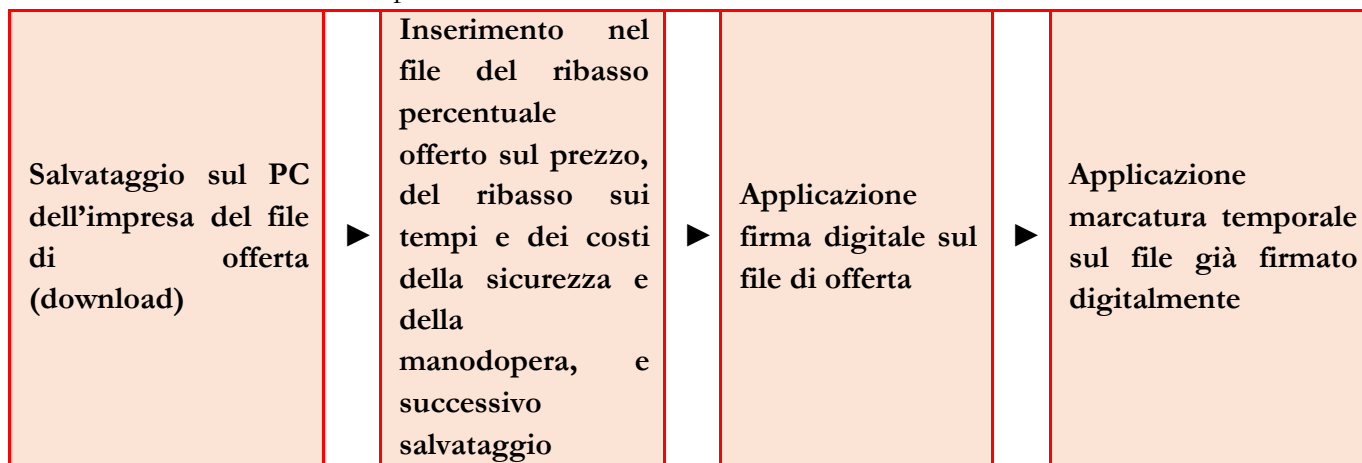 Salvataggio sul PC
dell’impresa del file
di offerta
(download)
►
Inserimento nel
file del ribasso
percentuale
offerto sul prezzo,
del ribasso sui
tempi e dei costi
della sicurezza e
della
manodopera, e
successivo
salvataggio
►
Applicazione
firma digitale sul
file di offerta
►
Applicazione
marcatura temporale
sul file già firmato
digitalmente